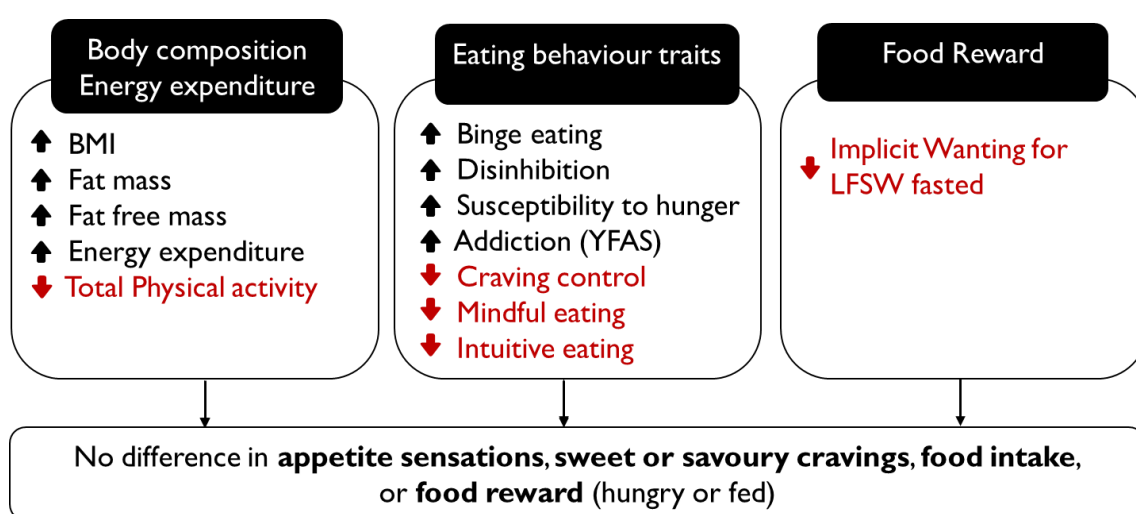 Body composition
Energy expenditure
BMI
Fat mass
Fat free mass
Energy expenditure
Total Physical activity
Eating behaviour traits
Binge eating
Disinhibition
Susceptibility to hunger
Addiction (YFAS)
Craving control
Mindful eating
Intuitive eating
Food Reward
Implicit Wanting for
LFSW fasted
No difference in appetite sensations, sweet or savoury cravings, food intake,
or food reward (hungry or fed)